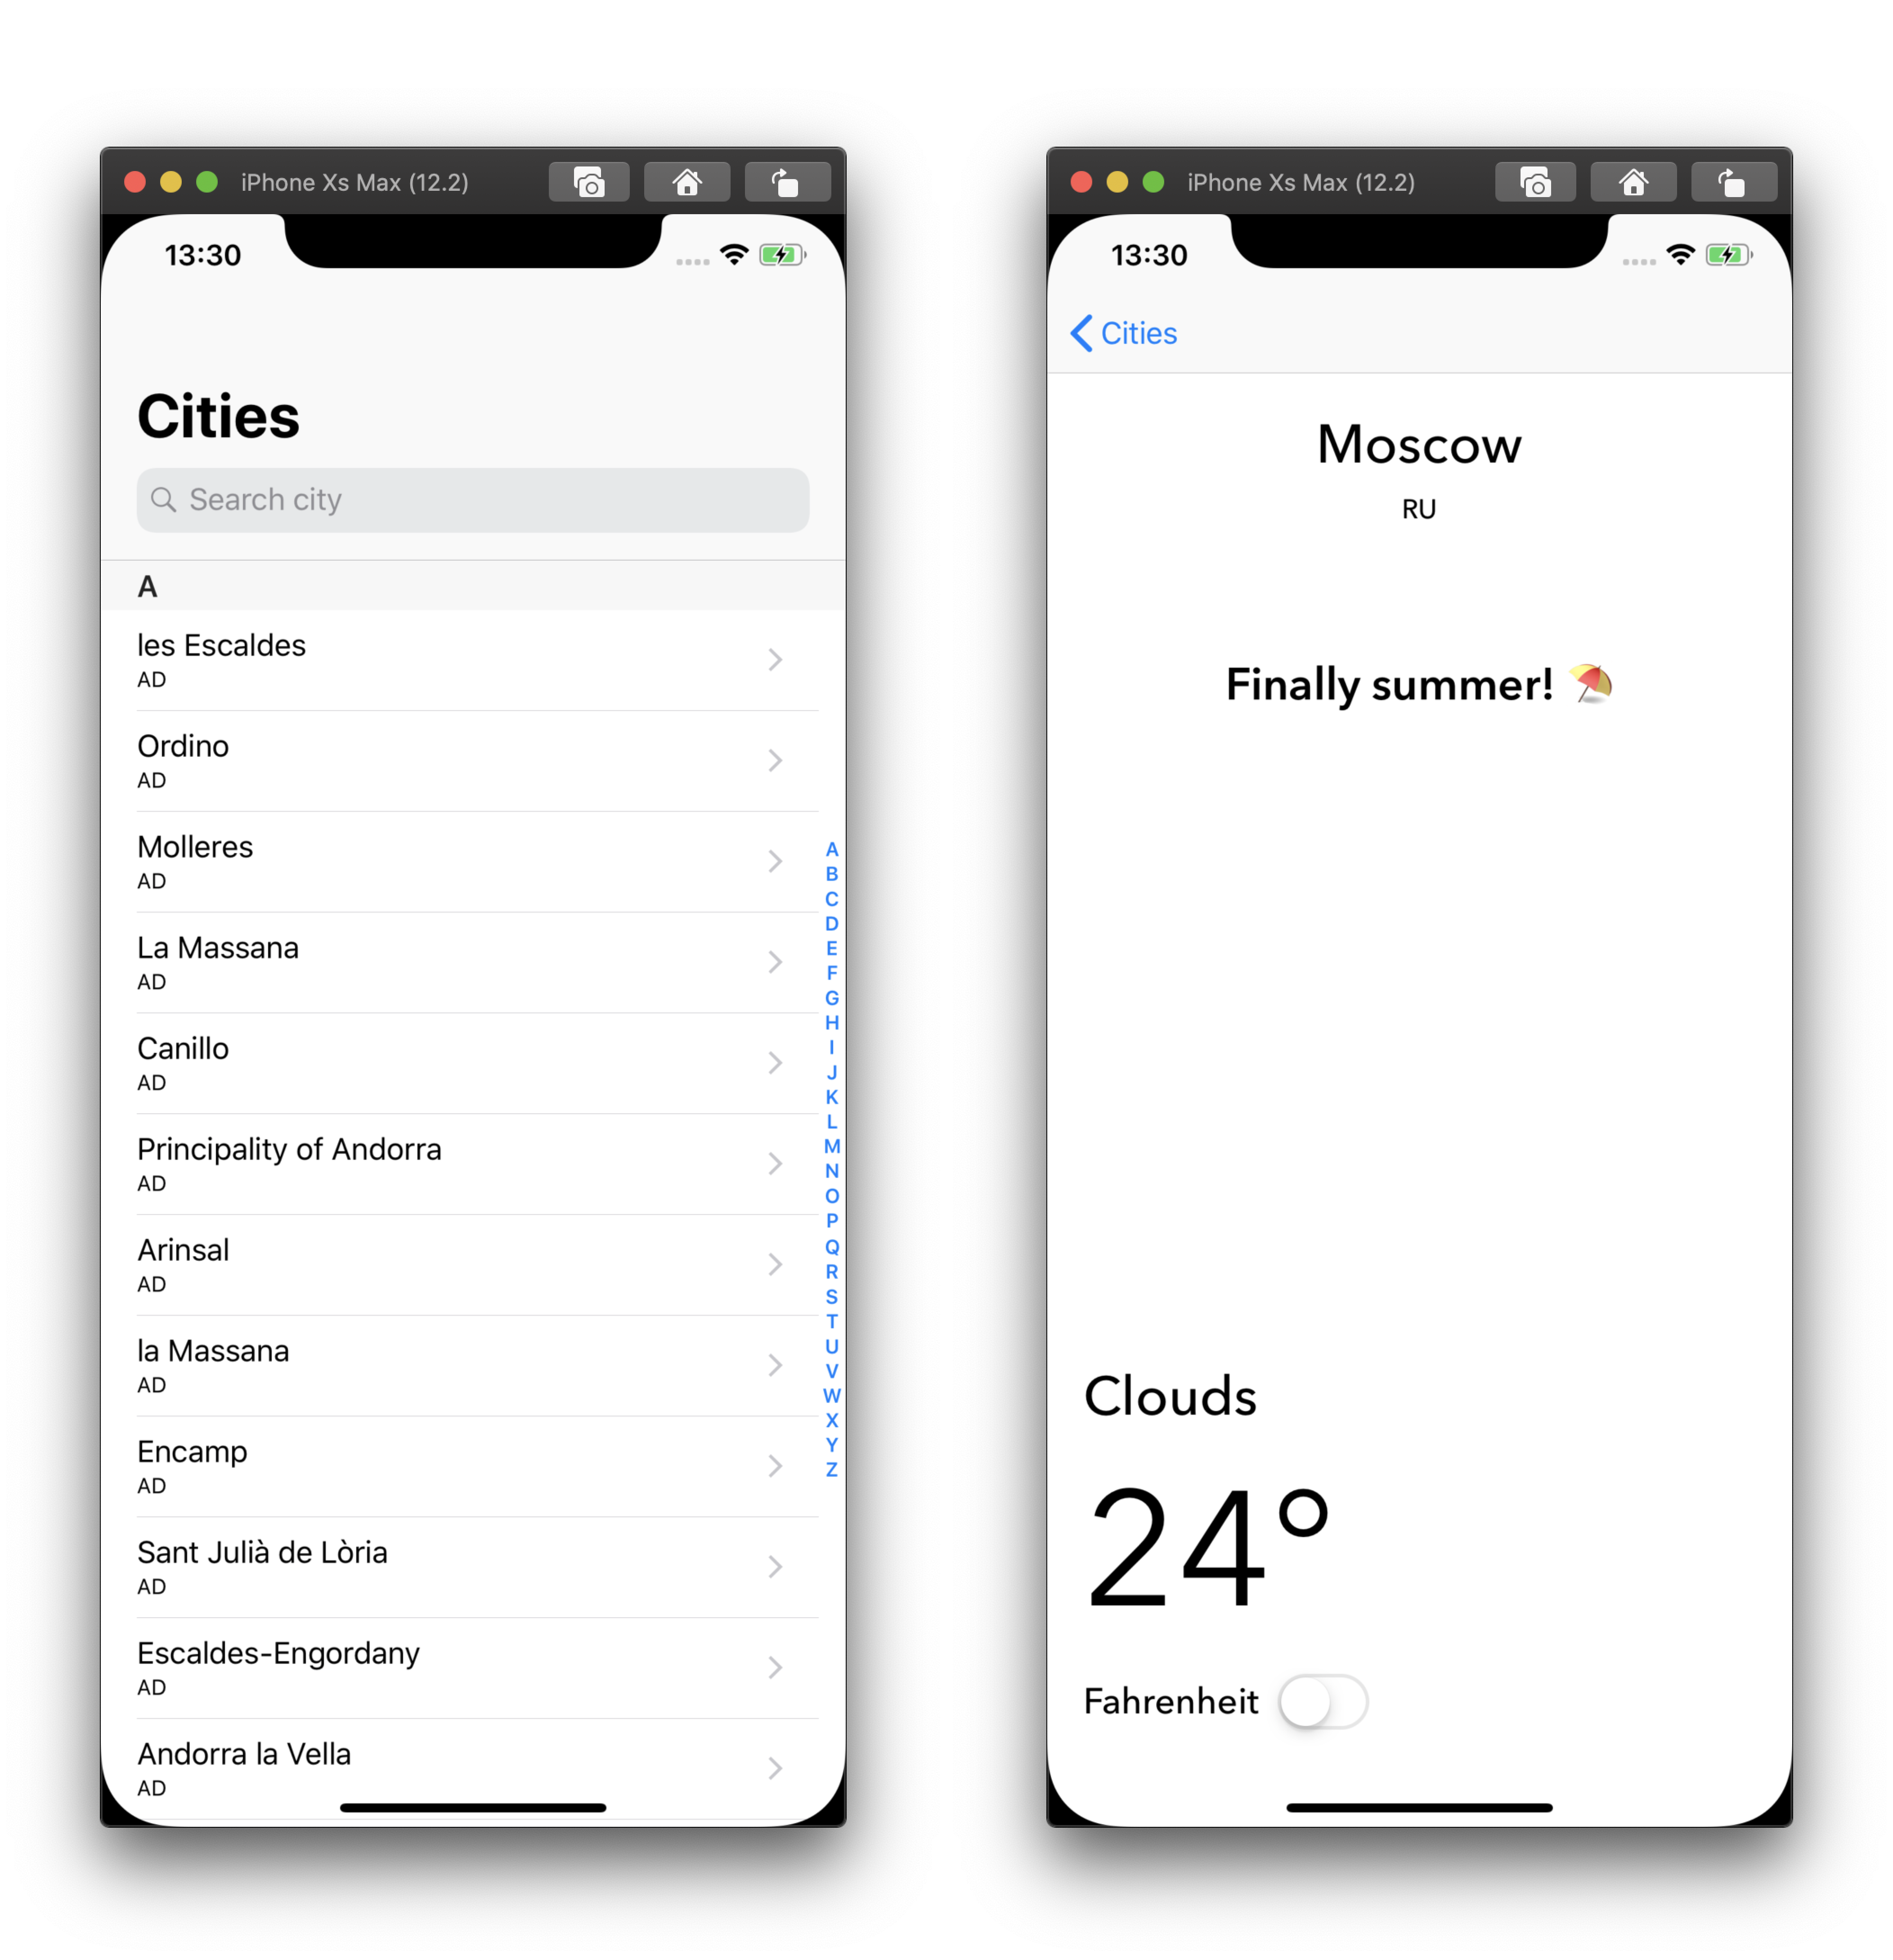 iPhone Xs Max (12.2)
13:30
Cities
Search city
A
les Escaldes
AD
Ordino
AD
Molleres
AD
La Massana
AD
Canillo
AD
Principality of Andorra
AD
Arinsal
AD
la Massana
AD
Encamp
AD
Sant Julià de Lòria
AD
Escaldes-Engordany
AD
Andorra la Vella
AD
A
B
C
D
E
F
G
H
I
J
K
L
M
N
O
P
Q
R
S
T
U
V
W
X
Y
Z
iPhone Xs Max (12.2)
13:30
Cities
Moscow
RU
Finally summer! ⛱
Clouds
24°
Fahrenheit